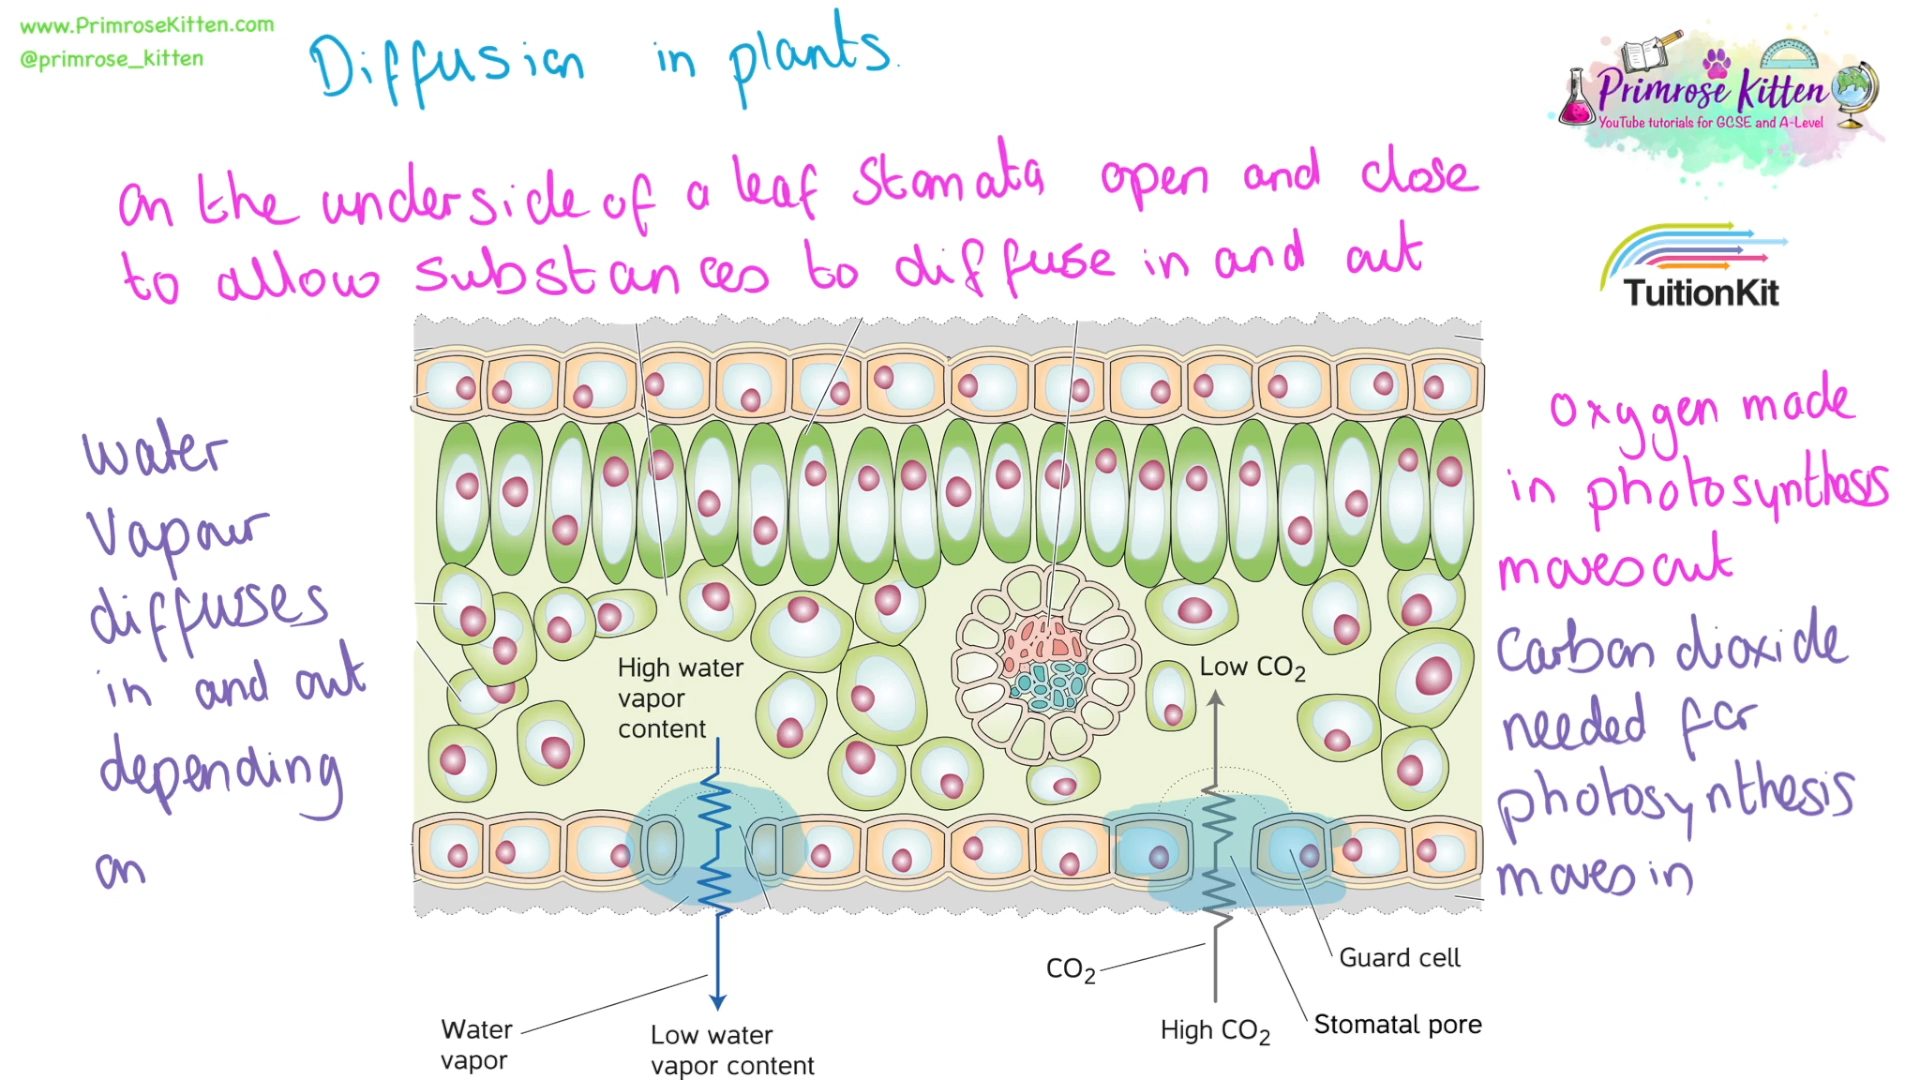 www.PrimroseKitten.com
@primrose_kitten
Diffusion in plants.
Primrose Kitten
YouTube tutorials for GCSE and A-Level
On the underside of a leaf stomata open and close
to allow substances to diffuse in and out
TuitionKit
Water
Vapour
diffuses
in and out
depending
on
High water
vapor
content
Low CO₂
Oxygen made
in photosynthesis
moves out
Carbon dioxide
needed for
photosynthesis
moves in
Water
vapor
Low water
vapor content
CO₂
High CO₂
Guard cell
Stomatal pore